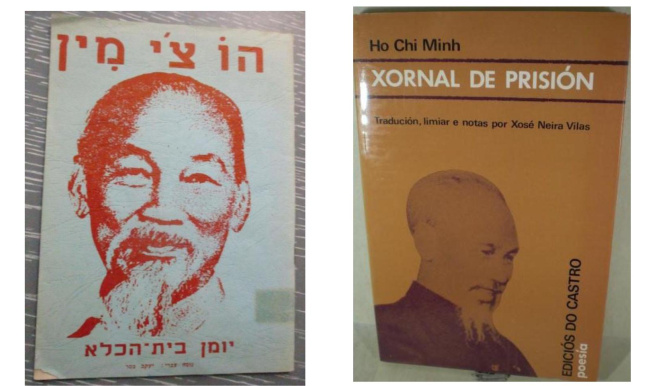 הוֹ צ'י מִין
יומן בית־הכלא
Ho Chi Minh
XORNAL DE PRISIÓN
Tradución, limiar e notas por Xosé Neira Vilas
EDICIÓS DO CASTRO
poesía